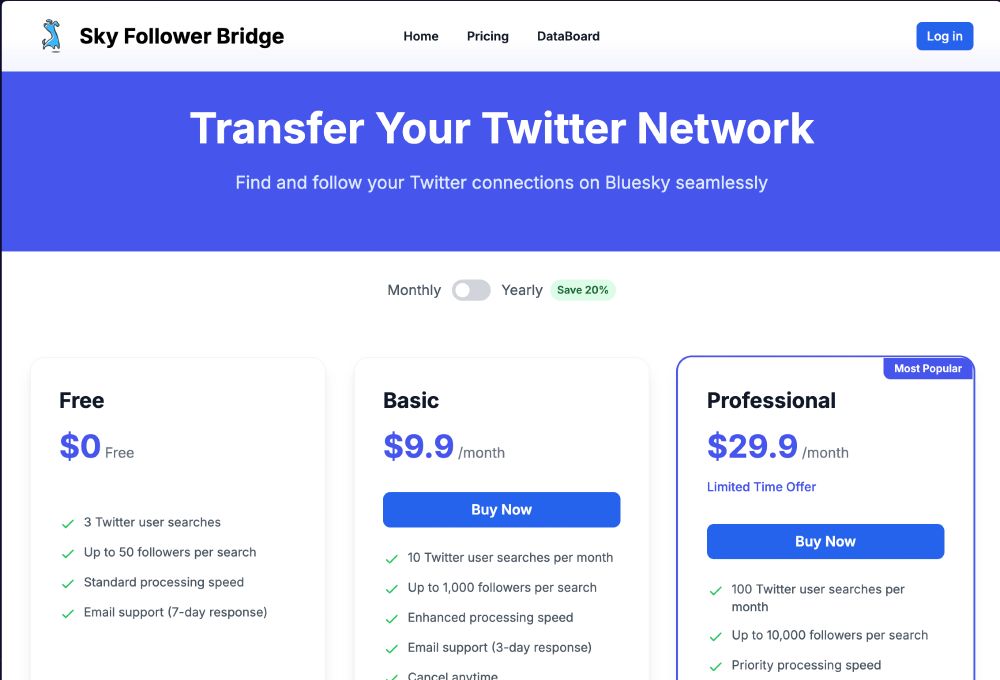 Sky Follower Bridge
Home Pricing DataBoard
Log in
Transfer Your Twitter Network
Find and follow your Twitter connections on Bluesky seamlessly
Monthly Yearly Save 20%
Free
$0 Free
3 Twitter user searches
Up to 50 followers per search
Standard processing speed
Email support (7-day response)
Basic
$9.9 /month
Buy Now
10 Twitter user searches per month
Up to 1,000 followers per search
Enhanced processing speed
Email support (3-day response)
Cancel anytime
Most Popular
Professional
$29.9 /month
Limited Time Offer
Buy Now
100 Twitter user searches per
month
Up to 10,000 followers per search
Priority processing speed